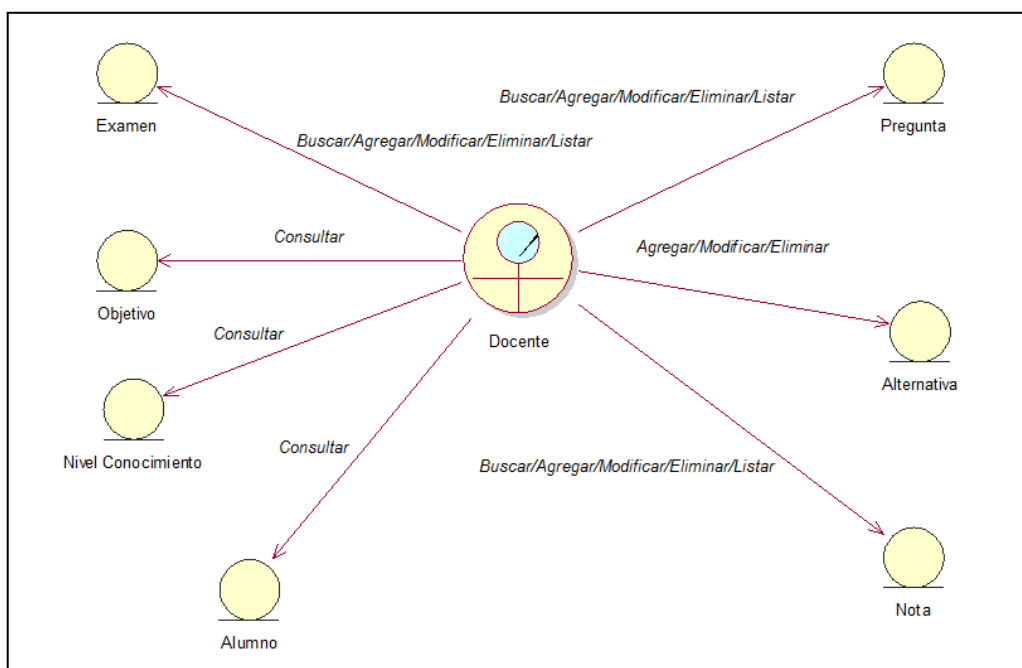 Buscar/Agregar/Modificar/Eliminar/Listar
Examen
Pregunta
Buscar/Agregar/Modificar/Eliminar/Listar
Consultar
Agregar/Modificar/Eliminar
Objetivo
Consultar
Docente
Alternativa
Consultar
Nivel Conocimiento
Buscar/Agregar/Modificar/Eliminar/Listar
Nota
Alumno